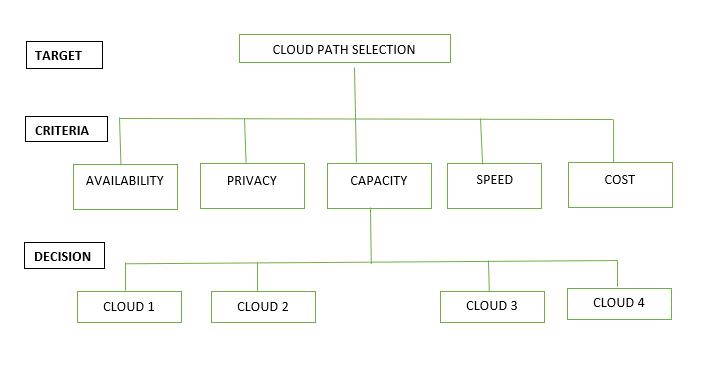 TARGET
CLOUD PATH SELECTION
CRITERIA
AVAILABILITY
PRIVACY
CAPACITY
SPEED
COST
DECISION
CLOUD 1
CLOUD 2
CLOUD 3
CLOUD 4